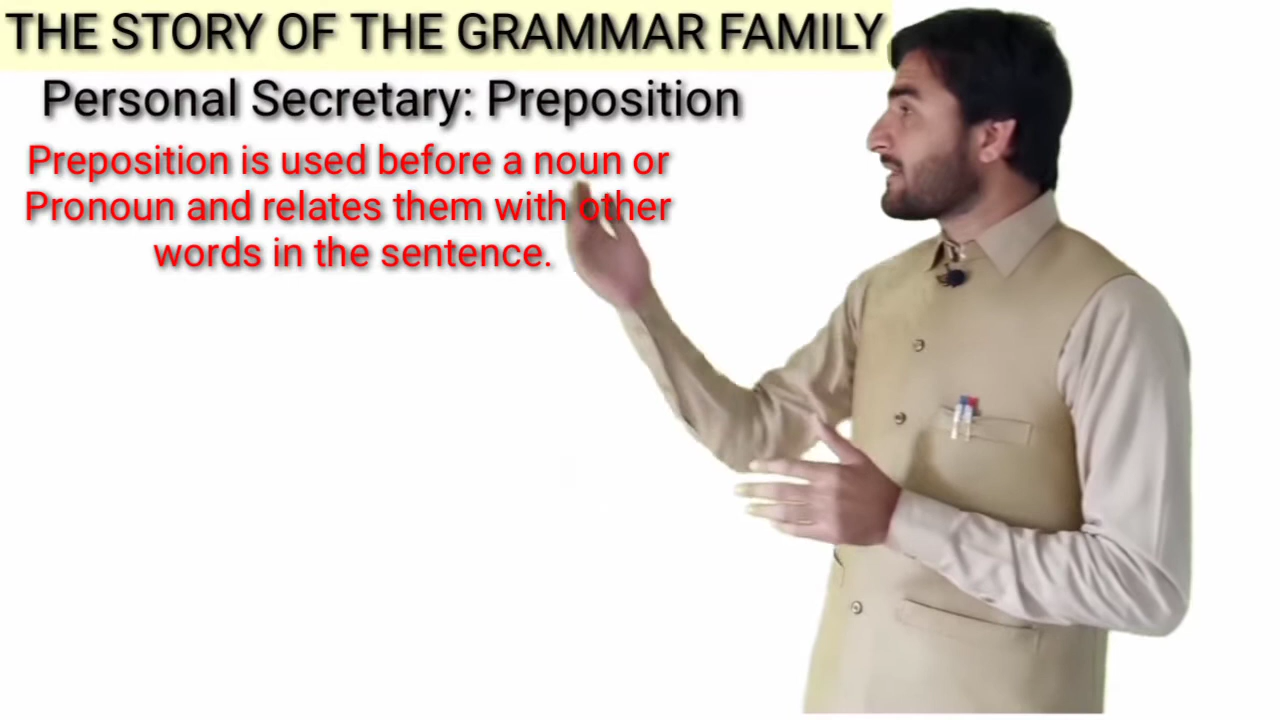 THE STORY OF THE GRAMMAR FAMILY
Personal Secretary: Preposition
Preposition is used before a noun or
Pronoun and relates them with other
words in the sentence.